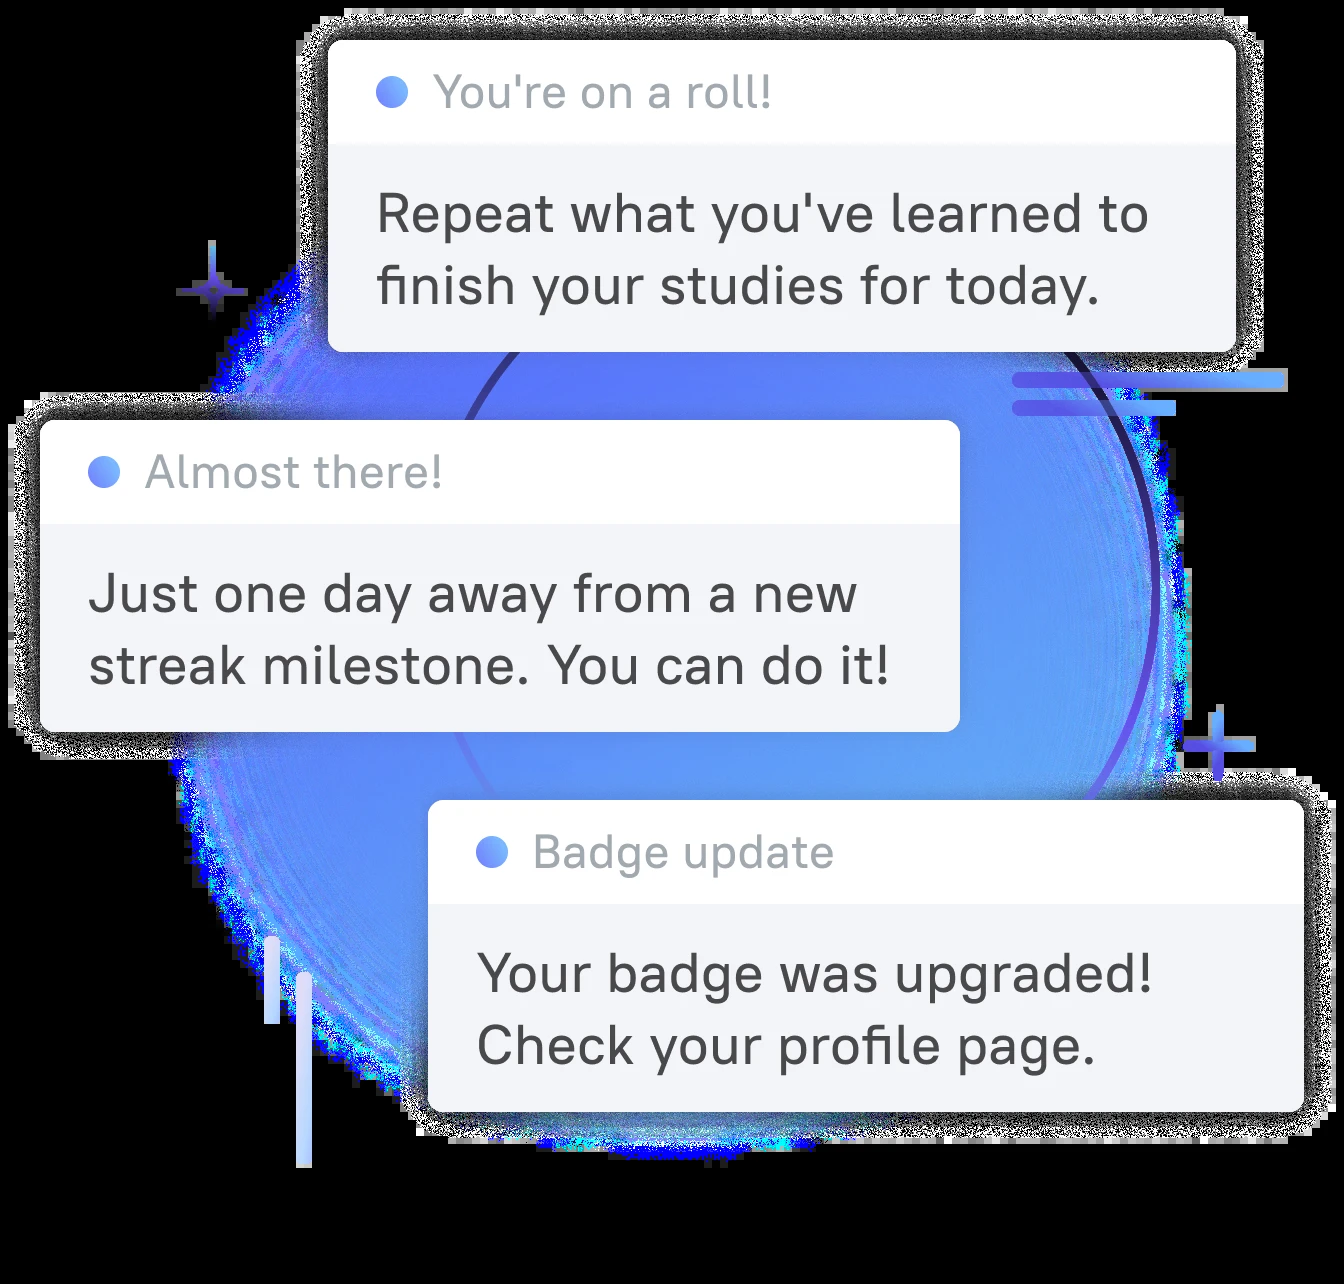 You're on a roll!
Repeat what you've learned to
finish your studies for today.
Almost there!
Just one day away from a new
streak milestone. You can do it!
Badge update
Your badge was upgraded!
Check your profile page.